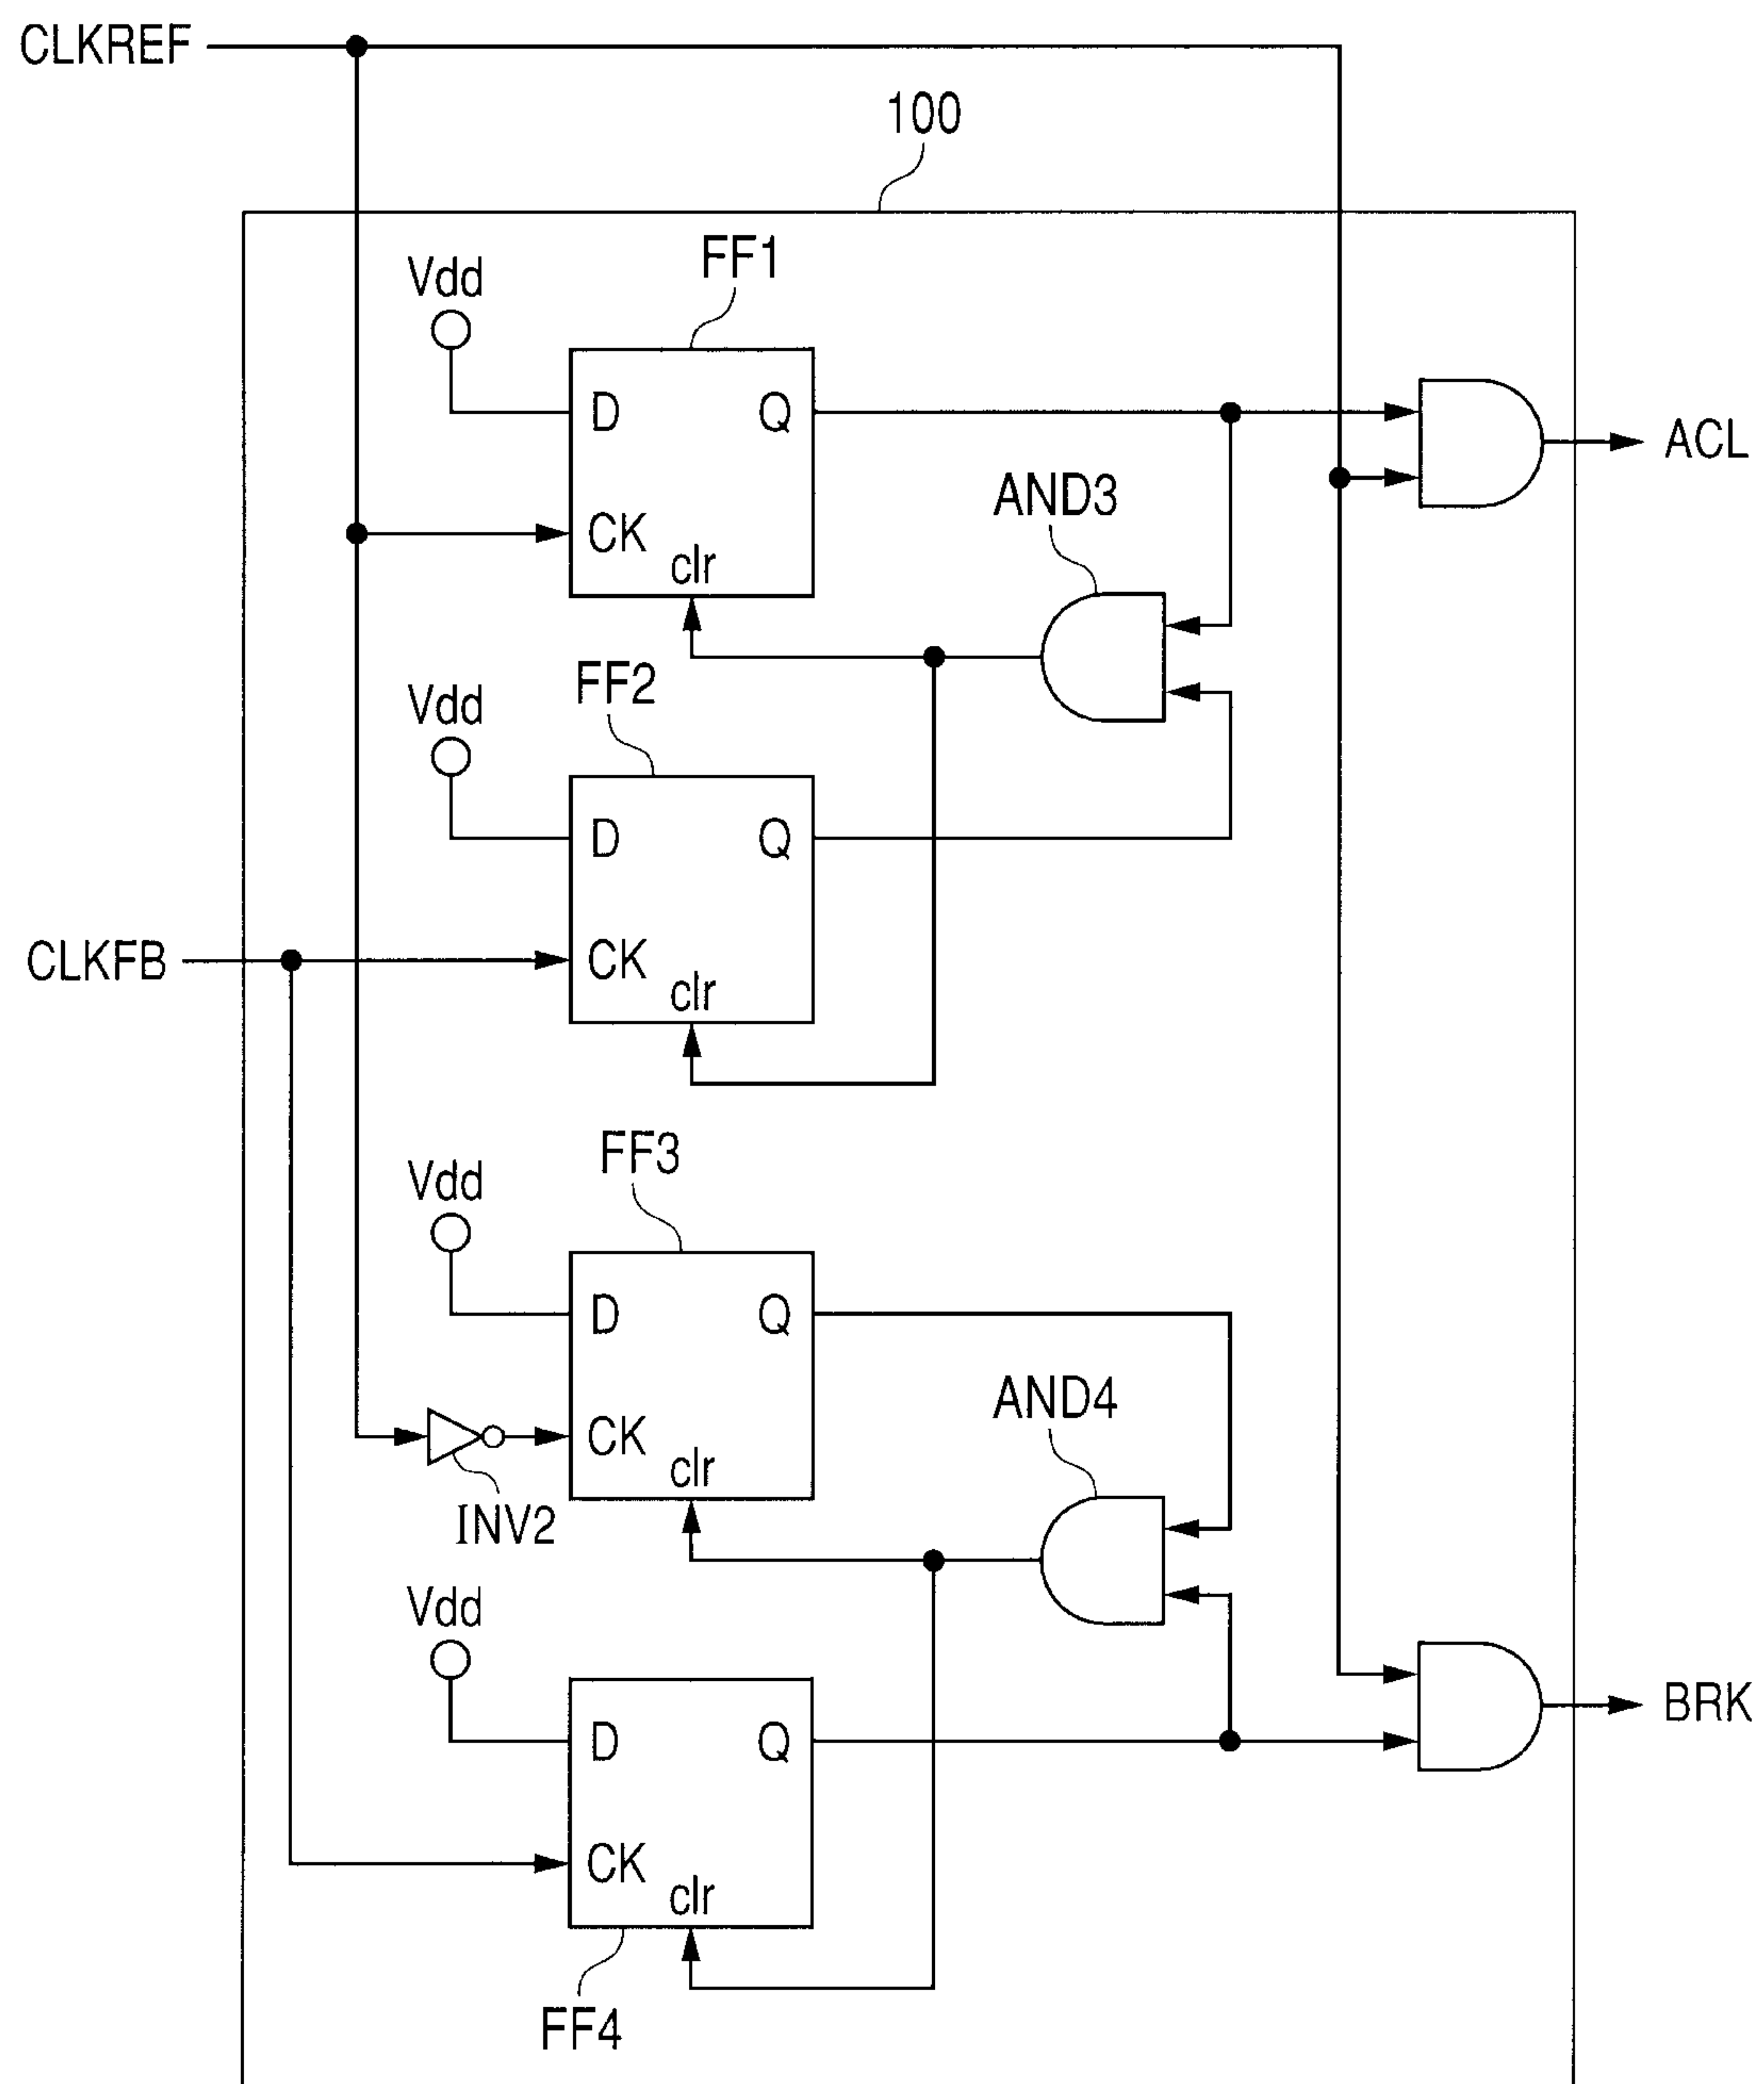 CLKREF
100
FF1
Vdd
D
Q
CK
clr
ACL
AND3
FF2
Vdd
D
Q
CK
clr
CLKFB
FF3
Vdd
D
Q
CK
clr
INV2
AND4
Vdd
D
Q
CK
clr
BRK
FF4